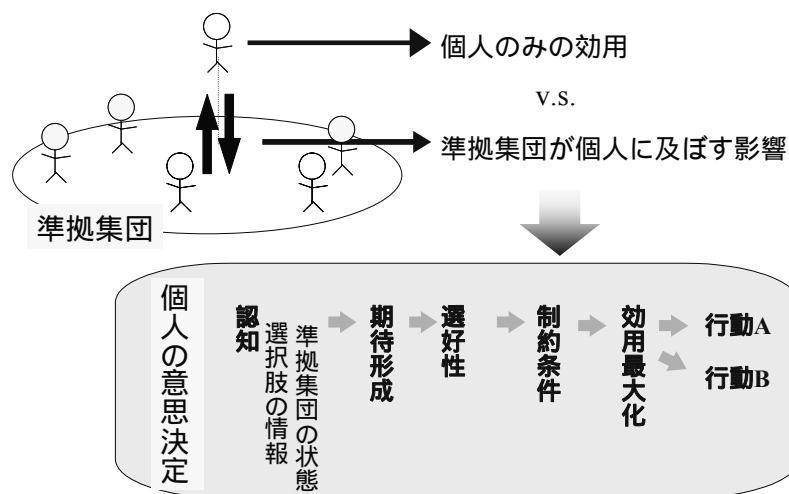 個人のみの効用
v.s.
準拠集団が個人に及ぼす影響
準拠集団
個人の意思決定
認知
選択肢の情報
準拠集団の状態
期待形成
選好性
制約条件
効用最大化
行動A
行動B